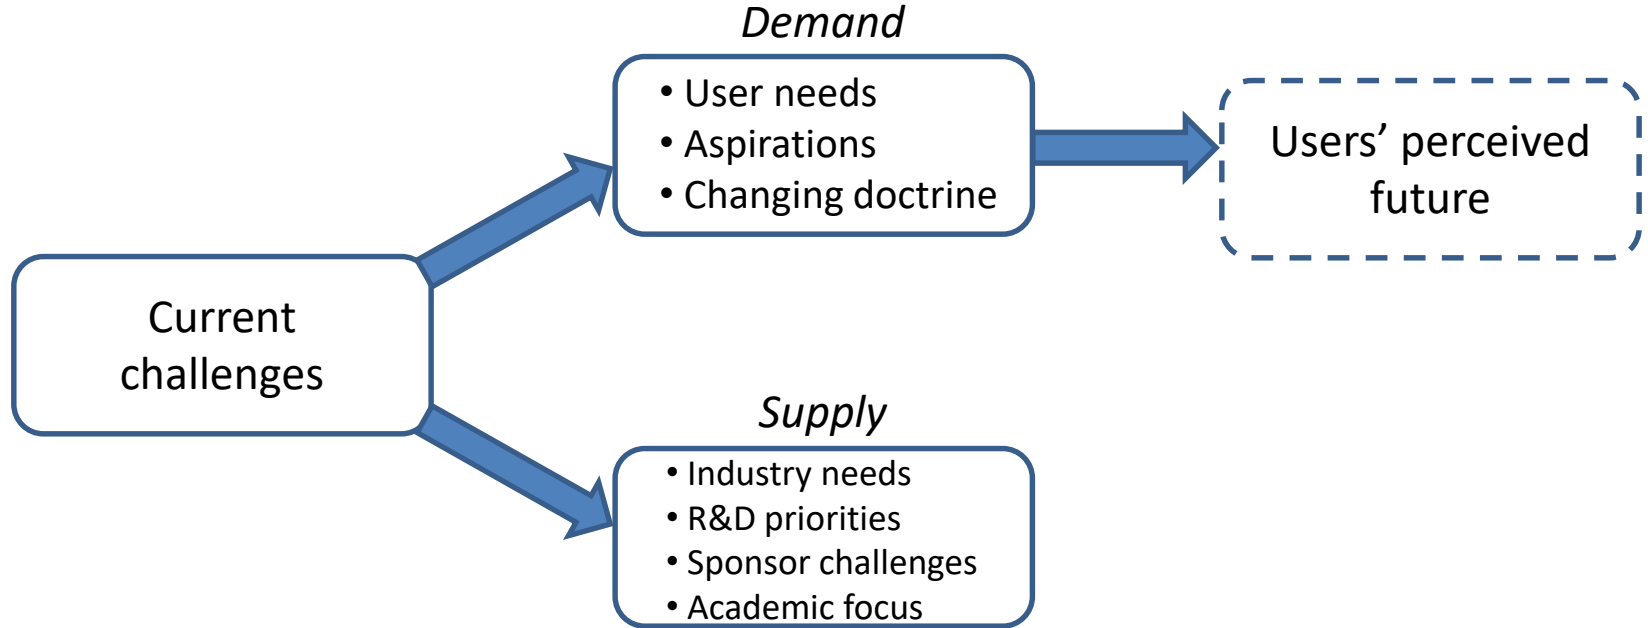 Demand
• User needs
• Aspirations
• Changing doctrine
Users’ perceived
future
Current
challenges
Supply
• Industry needs
• R&D priorities
• Sponsor challenges
• Academic focus